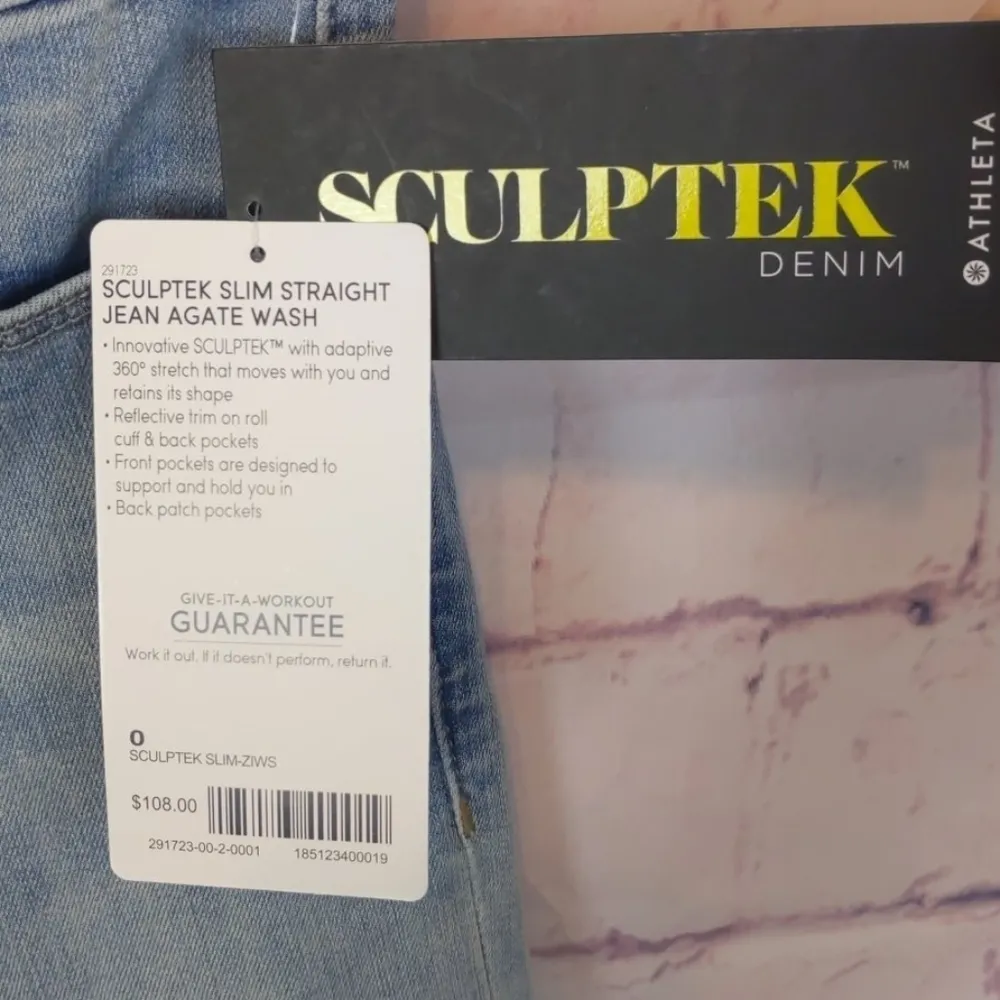 SCULPTEK™
DENIM
ATHLETA
291723
SCULPTEK SLIM STRAIGHT
JEAN AGATE WASH
• Innovative SCULPTEK™ with adaptive
360° stretch that moves with you and
retains its shape
• Reflective trim on roll
cuff & back pockets
• Front pockets are designed to
support and hold you in
• Back patch pockets
GIVE-IT-A-WORKOUT
GUARANTEE
Work it out. If it doesn't perform, return it.
0
SCULPTEK SLIM-ZIWS
$108.00
291723-00-2-0001 185123400019